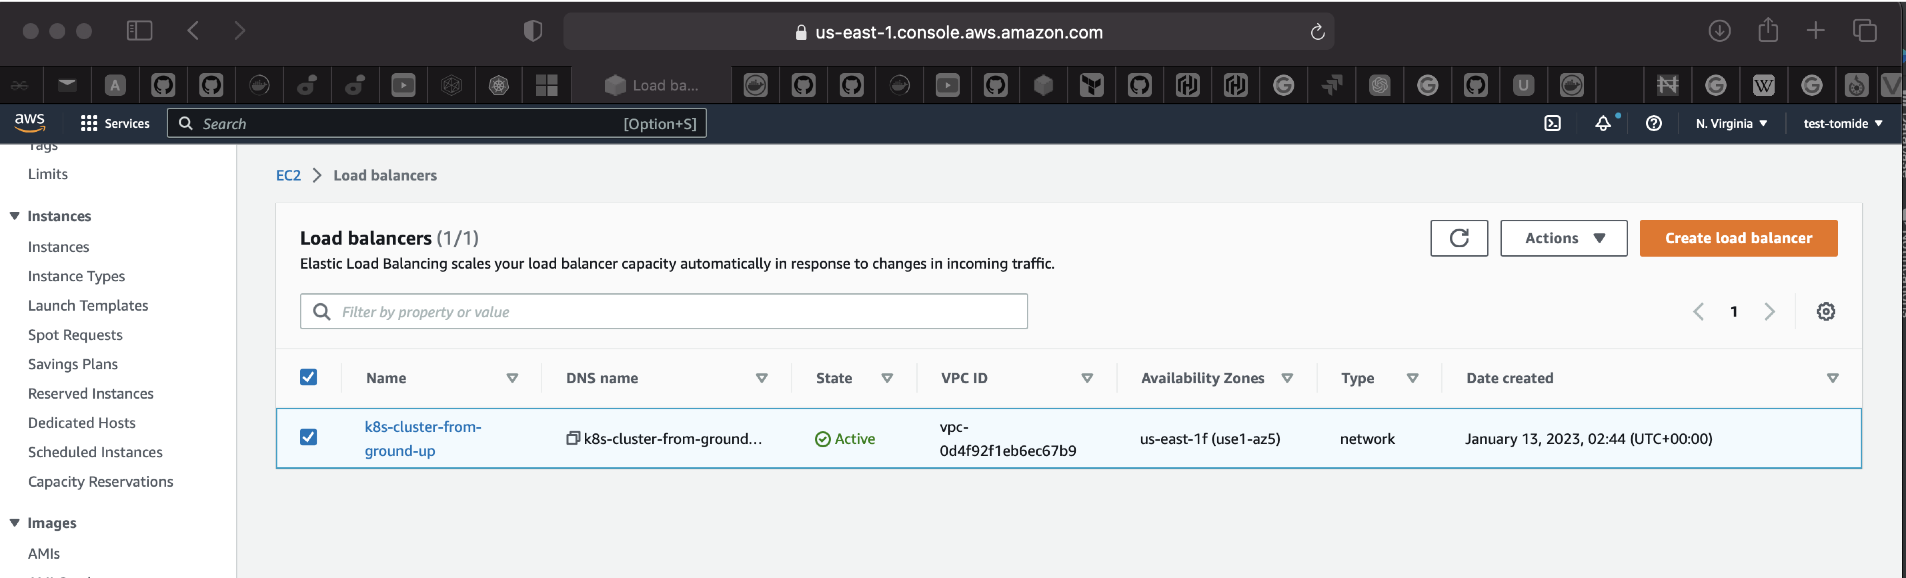 us-east-1.console.aws.amazon.com
Load ba...
aws
Services
Search
[Option+S]
N. Virginia
test-tomide
Tags
Limits
Instances
Instances
Instance Types
Launch Templates
Spot Requests
Savings Plans
Reserved Instances
Dedicated Hosts
Scheduled Instances
Capacity Reservations
Images
AMIs
EC2
Load balancers
Load balancers (1/1)
Elastic Load Balancing scales your load balancer capacity automatically in response to changes in incoming traffic.
Actions
Create load balancer
Filter by property or value
1
Name
DNS name
State
VPC ID
Availability Zones
Type
Date created
k8s-cluster-from-
ground-up
k8s-cluster-from-ground...
Active
vpc-
0d4f92f1eb6ec67b9
us-east-1f (use1-az5)
network
January 13, 2023, 02:44 (UTC+00:00)